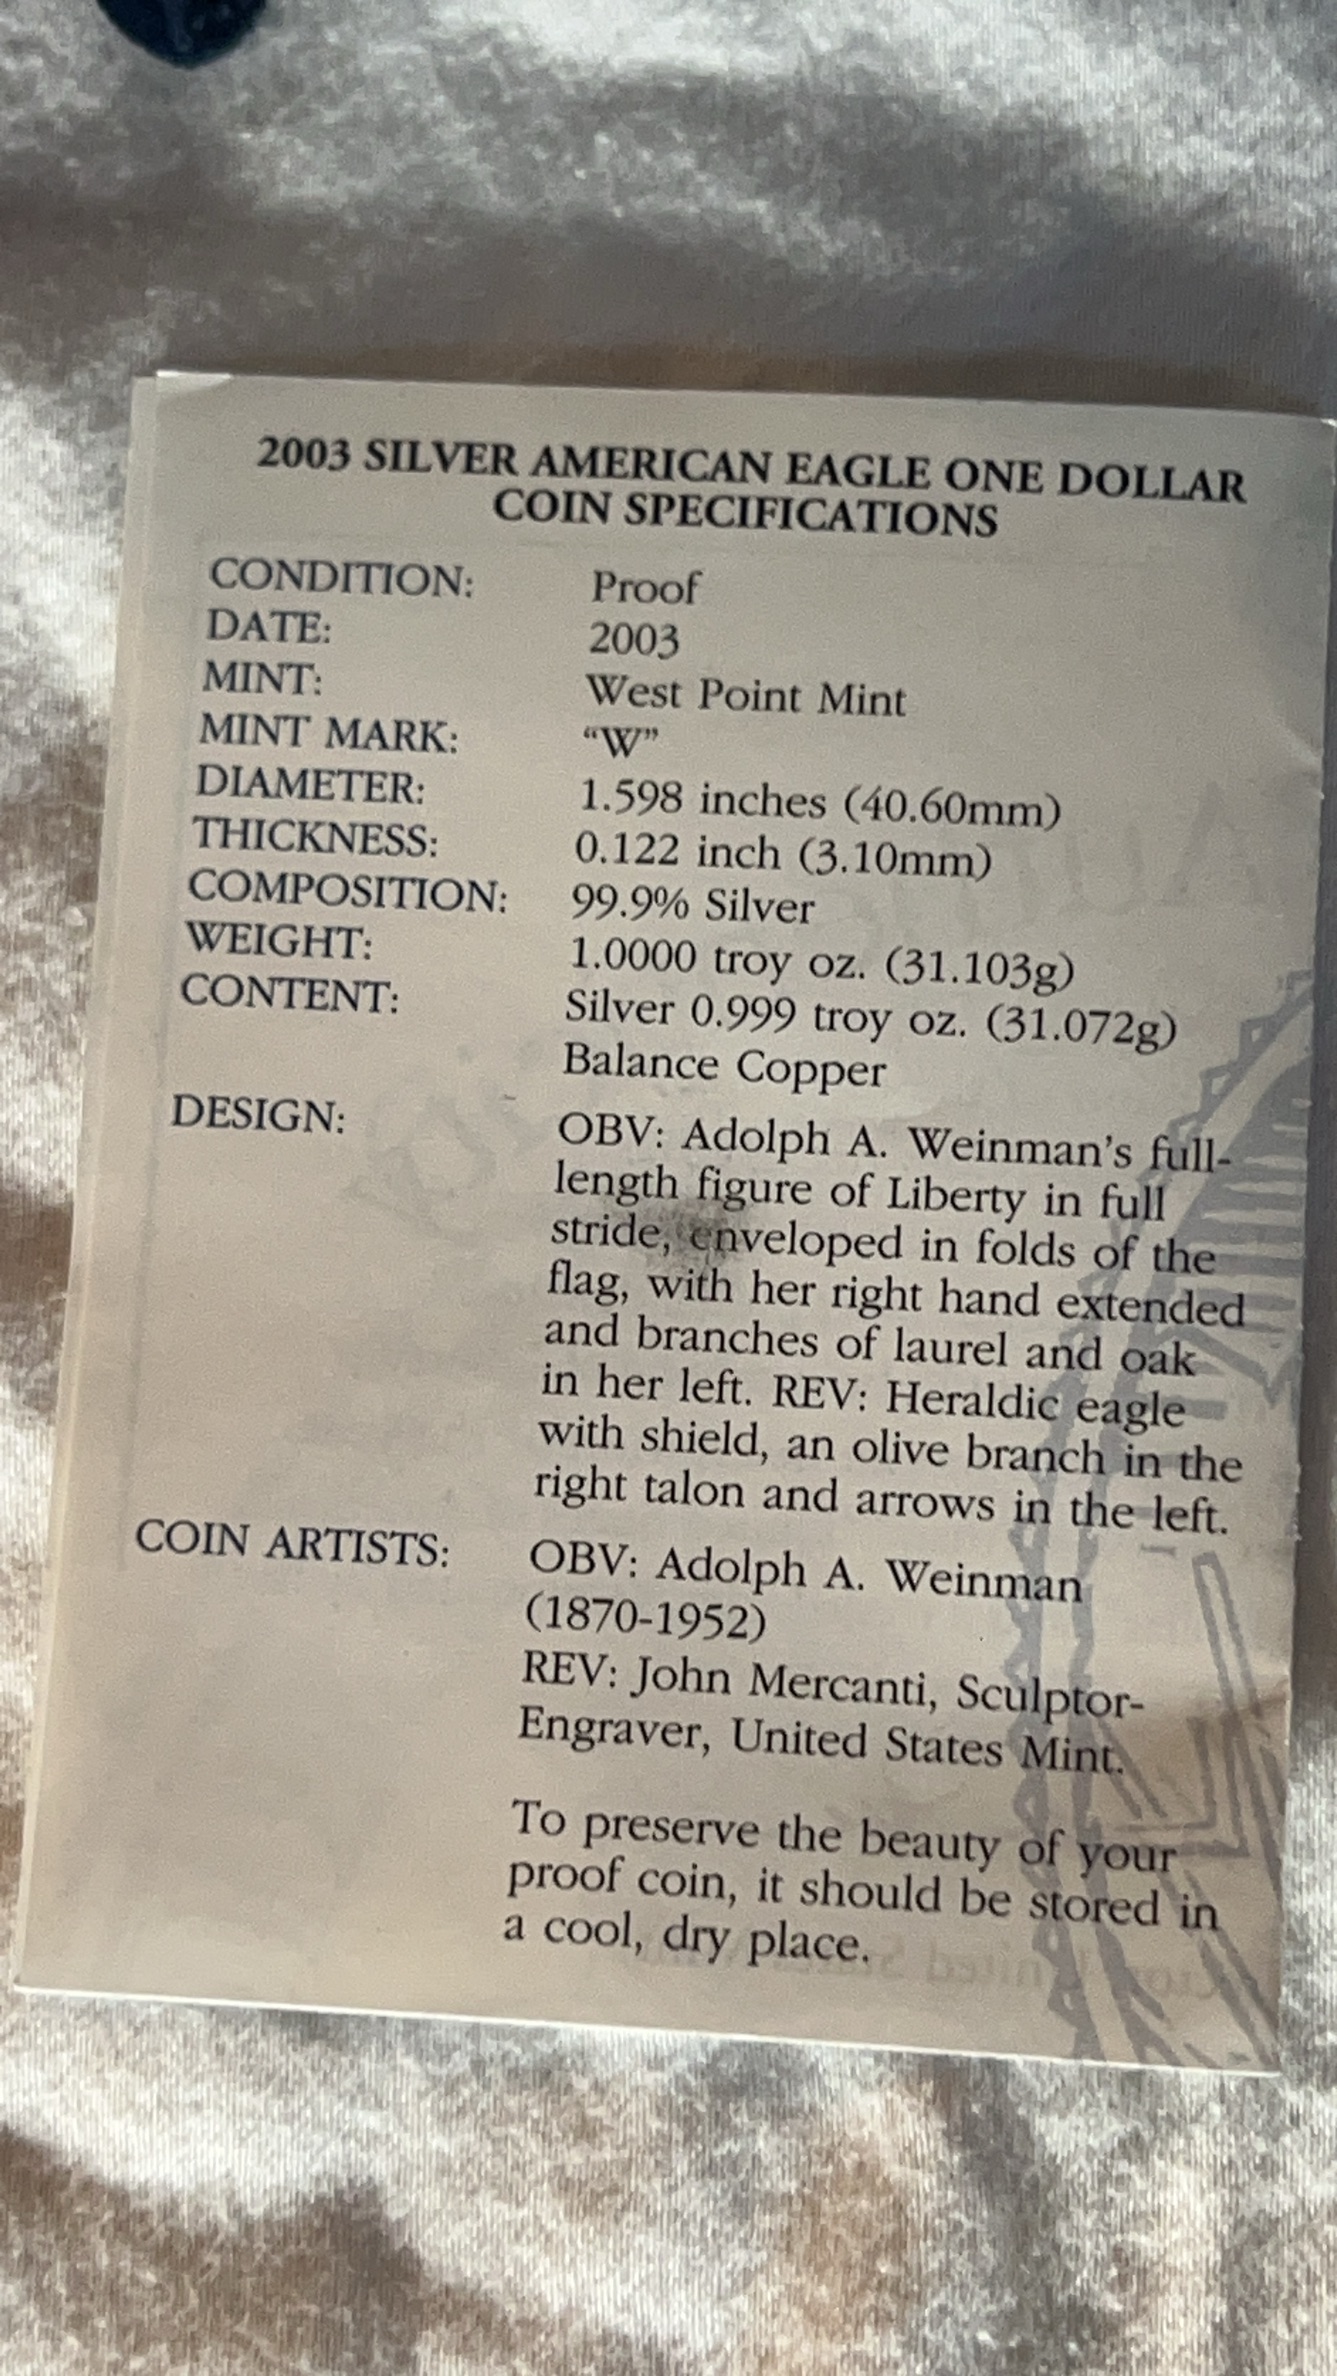 2003 SILVER AMERICAN EAGLE ONE DOLLAR
COIN SPECIFICATIONS
CONDITION: Proof
DATE: 2003
MINT: West Point Mint
MINT MARK: “W”
DIAMETER: 1.598 inches (40.60mm)
THICKNESS: 0.122 inch (3.10mm)
COMPOSITION: 99.9% Silver
WEIGHT: 1.0000 troy oz. (31.103g)
CONTENT: Silver 0.999 troy oz. (31.072g)
Balance Copper
DESIGN: OBV: Adolph A. Weinman’s full-
length figure of Liberty in full
stride, enveloped in folds of the
flag, with her right hand extended
and branches of laurel and oak
in her left. REV: Heraldic eagle
with shield, an olive branch in the
right talon and arrows in the left.
COIN ARTISTS: OBV: Adolph A. Weinman
(1870-1952)
REV: John Mercanti, Sculptor-
Engraver, United States Mint.
To preserve the beauty of your
proof coin, it should be stored in
a cool, dry place.